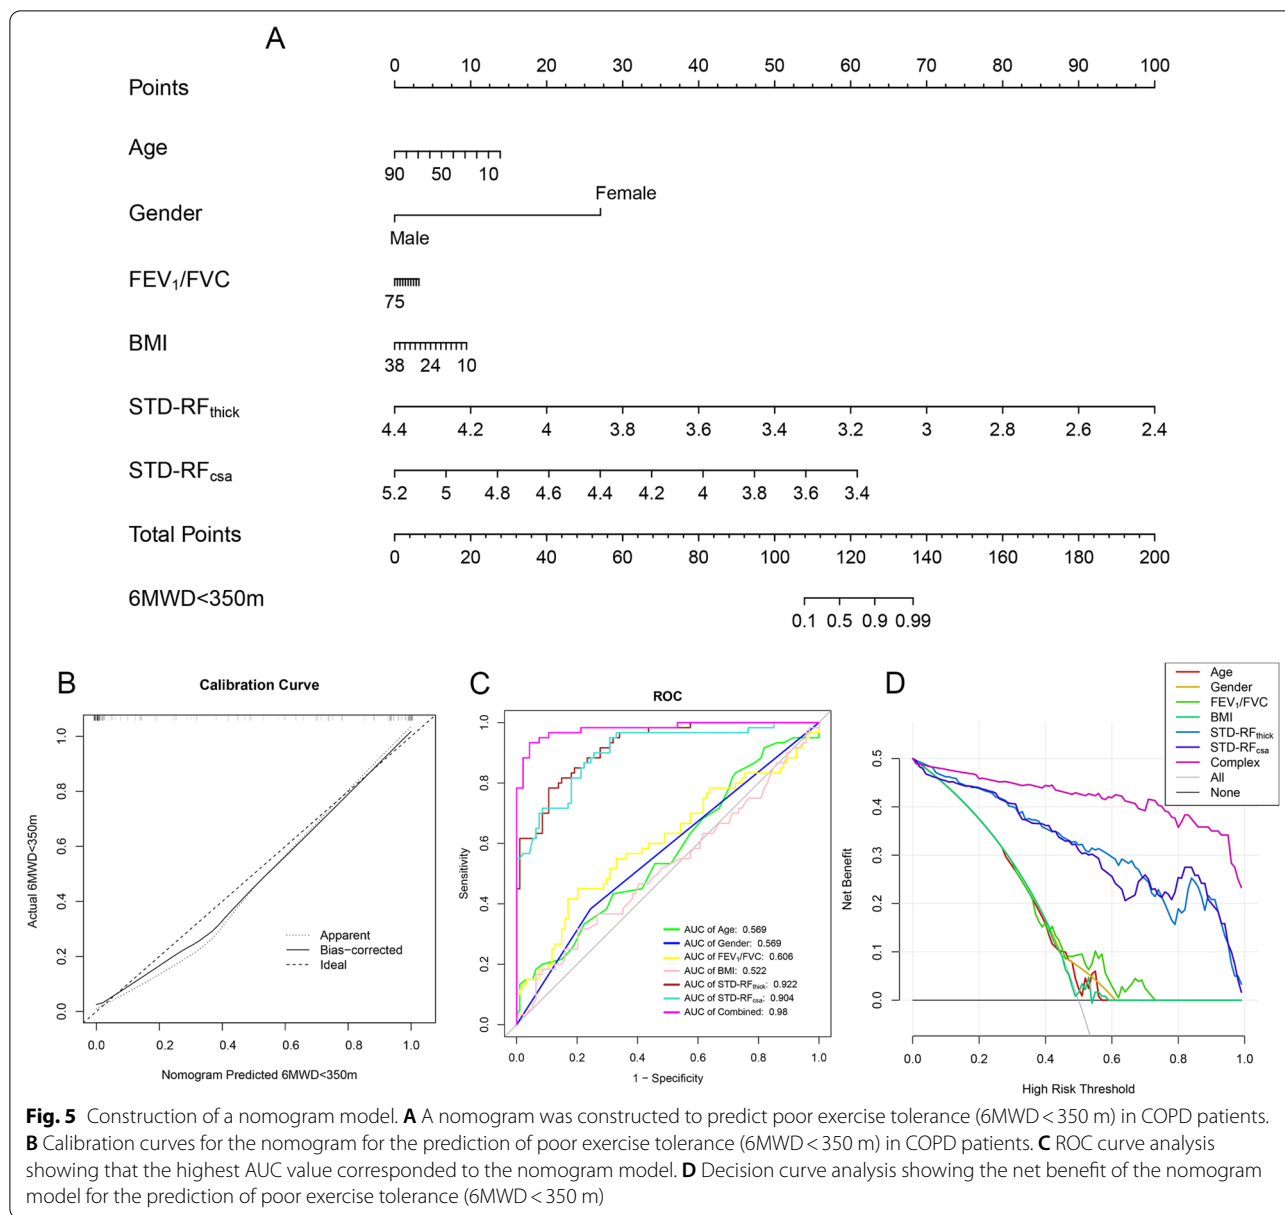 A
Points
0 10 20 30 40 50 60 70 80 90 100
Age
90 50 10
Gender
Female
Male
FEV₁/FVC
75
BMI
38 24 10
STD-RFthick
4.4 4.2 4 3.8 3.6 3.4 3.2 3 2.8 2.6 2.4
STD-RFcsa
5.2 5 4.8 4.6 4.4 4.2 4 3.8 3.6 3.4
Total Points
0 20 40 60 80 100 120 140 160 180 200
6MWD<350m
0.1 0.5 0.9 0.99
B
Calibration Curve
Actual 6MWD<350m
1.0
0.8
0.6
0.4
0.2
0.0
Apparent
Bias-corrected
Ideal
0.0 0.2 0.4 0.6 0.8 1.0
Nomogram Predicted 6MWD<350m
C
ROC
Sensitivity
1.0
0.8
0.6
0.4
0.2
0.0
AUC of Age: 0.569
AUC of Gender: 0.569
AUC of FEV₁/FVC: 0.606
AUC of BMI: 0.522
AUC of STD-RFthick: 0.922
AUC of STD-RFcsa: 0.904
AUC of Combined: 0.98
0.0 0.2 0.4 0.6 0.8 1.0
1 − Specificity
D
Age
Gender
FEV₁/FVC
BMI
STD-RFthick
STD-RFcsa
Complex
All
None
Net Benefit
0.5
0.4
0.3
0.2
0.1
0.0
0.0 0.2 0.4 0.6 0.8 1.0
High Risk Threshold
Fig. 5 Construction of a nomogram model. A A nomogram was constructed to predict poor exercise tolerance (6MWD < 350 m) in COPD patients.
B Calibration curves for the nomogram for the prediction of poor exercise tolerance (6MWD < 350 m) in COPD patients. C ROC curve analysis
showing that the highest AUC value corresponded to the nomogram model. D Decision curve analysis showing the net benefit of the nomogram
model for the prediction of poor exercise tolerance (6MWD < 350 m)